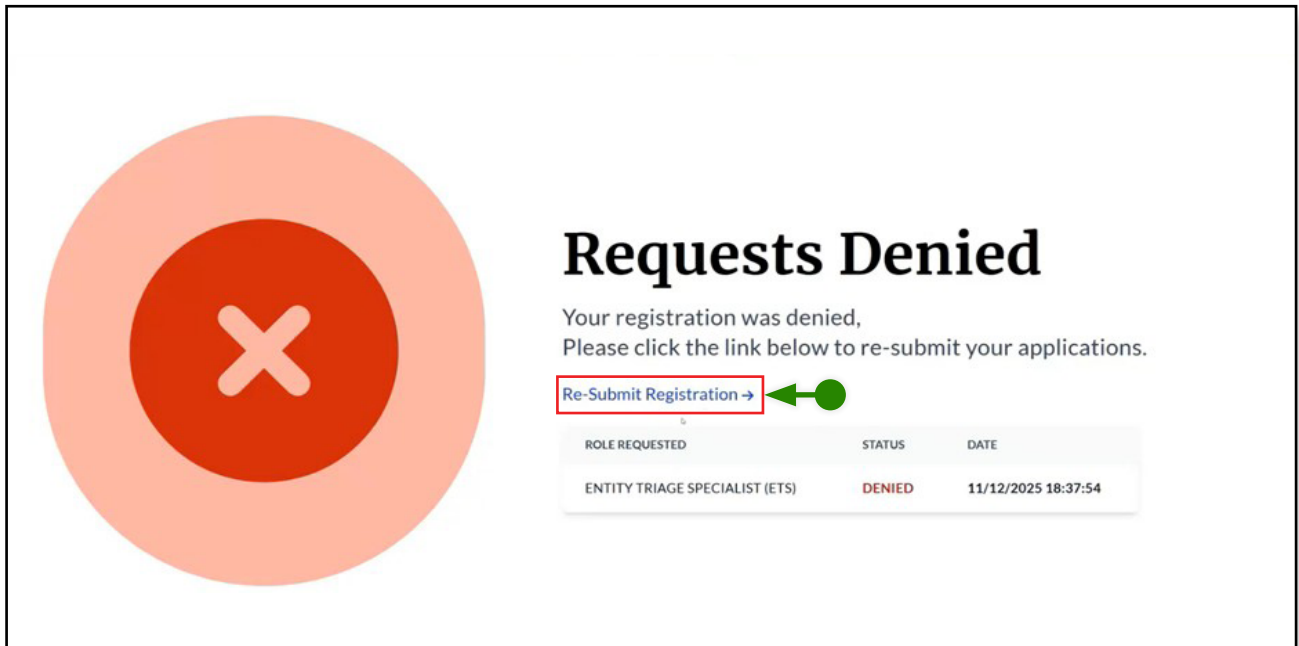 Requests Denied
Your registration was denied,
Please click the link below to re-submit your applications.
Re-Submit Registration →
ROLE REQUESTED STATUS DATE
ENTITY TRIAGE SPECIALIST (ETS) DENIED 11/12/2025 18:37:54